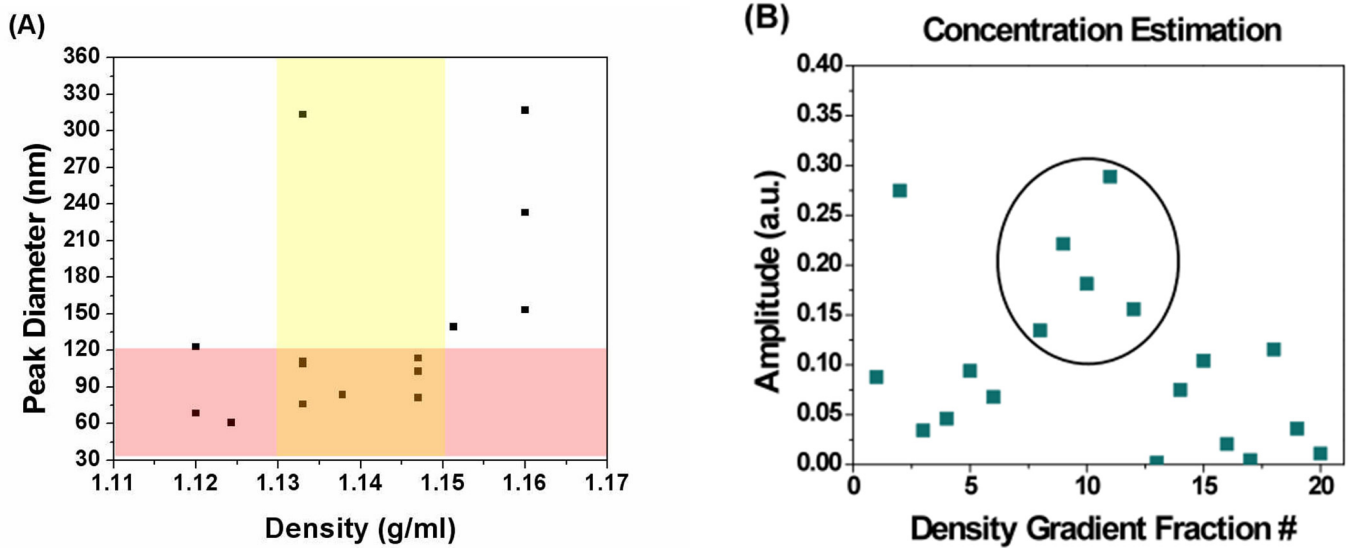 (A)
360
330
300
270
240
210
180
150
120
90
60
30
Peak Diameter (nm)
1.11 1.12 1.13 1.14 1.15 1.16 1.17
Density (g/ml)
(B)
Concentration Estimation
0.40
0.35
0.30
0.25
0.20
0.15
0.10
0.05
0.00
Amplitude (a.u.)
0 5 10 15 20
Density Gradient Fraction #